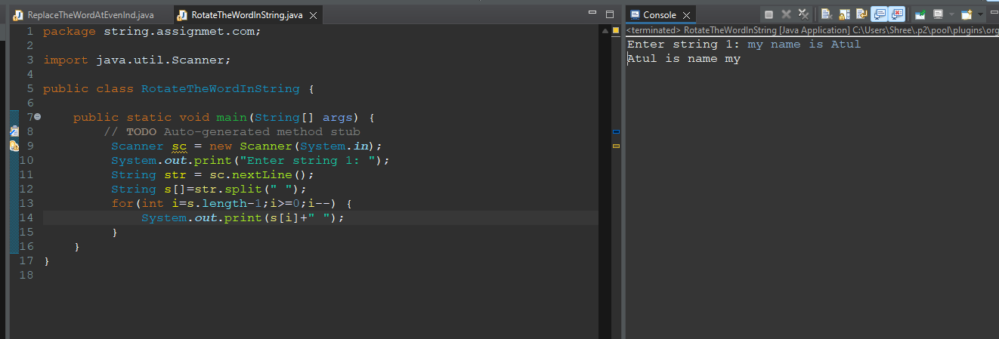 ReplaceTheWordAtEvenInd.java
RotateTheWordInString.java
1 package string.assignmet.com;
2
3 import java.util.Scanner;
4
5 public class RotateTheWordInString {
6
7 public static void main(String[] args) {
8 // TODO Auto-generated method stub
9 Scanner sc = new Scanner(System.in);
10 System.out.print("Enter string 1: ");
11 String str = sc.nextLine();
12 String s[]=str.split(" ");
13 for(int i=s.length-1;i>=0;i--) {
14 System.out.print(s[i]+" ");
15 }
16 }
17 }
18
Console
<terminated> RotateTheWordInString [Java Application] C:\Users\Shree\.p2\pool\plugins\org
Enter string 1: my name is Atul
Atul is name my